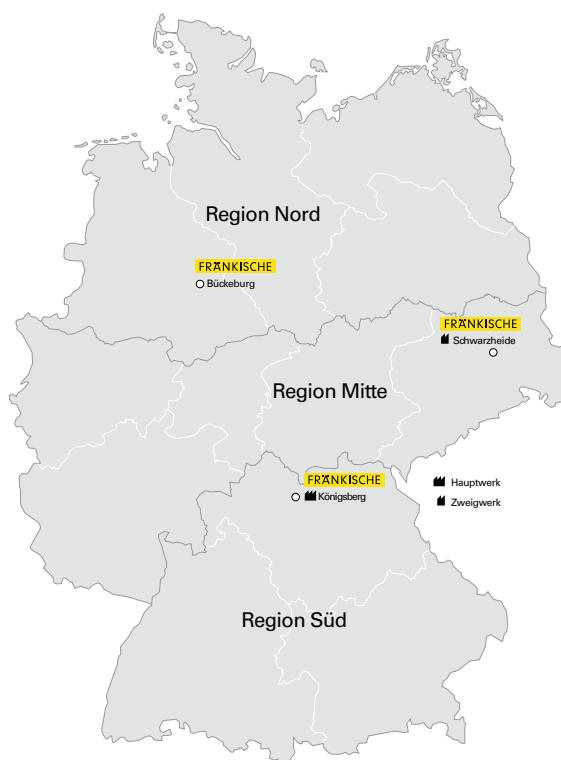 Region Nord
FRÄNKISCHE
Bückeburg
FRÄNKISCHE
Schwarzheide
Region Mitte
FRÄNKISCHE
Königsberg
Hauptwerk
Zweigwerk
Region Süd